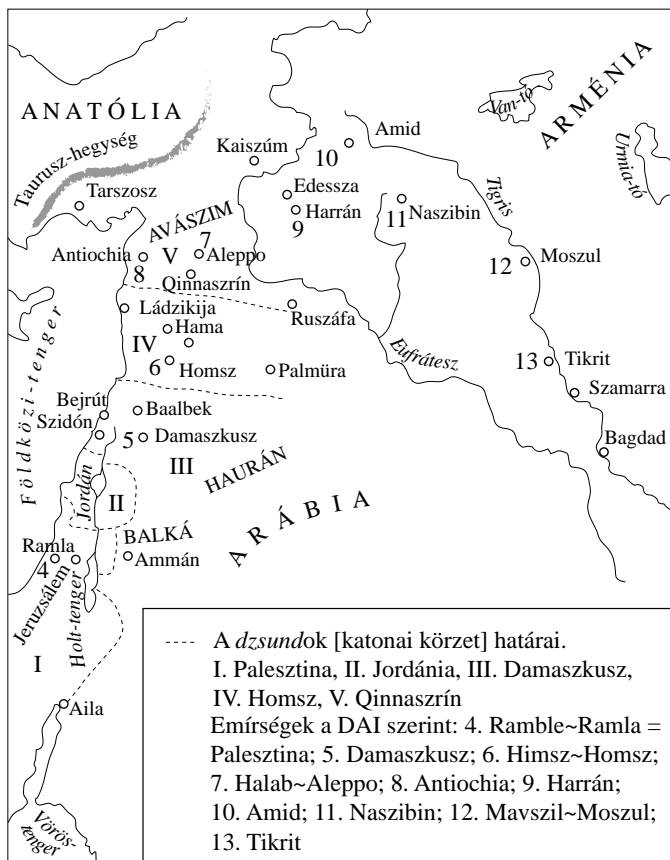 ANATÓLIA
ARMÉNIA
Van-tó
Urmia-tó
Taurusz-hegység
Amid
10
Kaiszúm
Tigris
Tarszosz
Edessza
Harrán
9
11
Naszibin
AVÁSZIM
7
Antiochia
V
Aleppo
8
Qinnaszrín
12
Moszul
Ládzikija
Ruszáfa
Hama
IV
Eufrátesz
6
Homsz
Palmüra
13
Tikrit
Szamarra
Földközi-tenger
Bejrút
Szidón
Baalbek
5
Damaszkusz
Bagdad
III
HAURÁN
Jordán
II
ARÁBIA
BALKÁ
Ramla
4
Ammán
Jeruzsálem
Holt-tenger
I
Aila
Vörös-
tenger
---- A dzsundok [katonai körzet] határai.
I. Palesztina, II. Jordánia, III. Damaszkusz,
IV. Homsz, V. Qinnaszrín
Emírségek a DAI szerint: 4. Ramble~Ramla =
Palesztina; 5. Damaszkusz; 6. Himsz~Homsz;
7. Halab~Aleppo; 8. Antiochia; 9. Harrán;
10. Amid; 11. Naszibin; 12. Mavszil~Moszul;
13. Tikrit